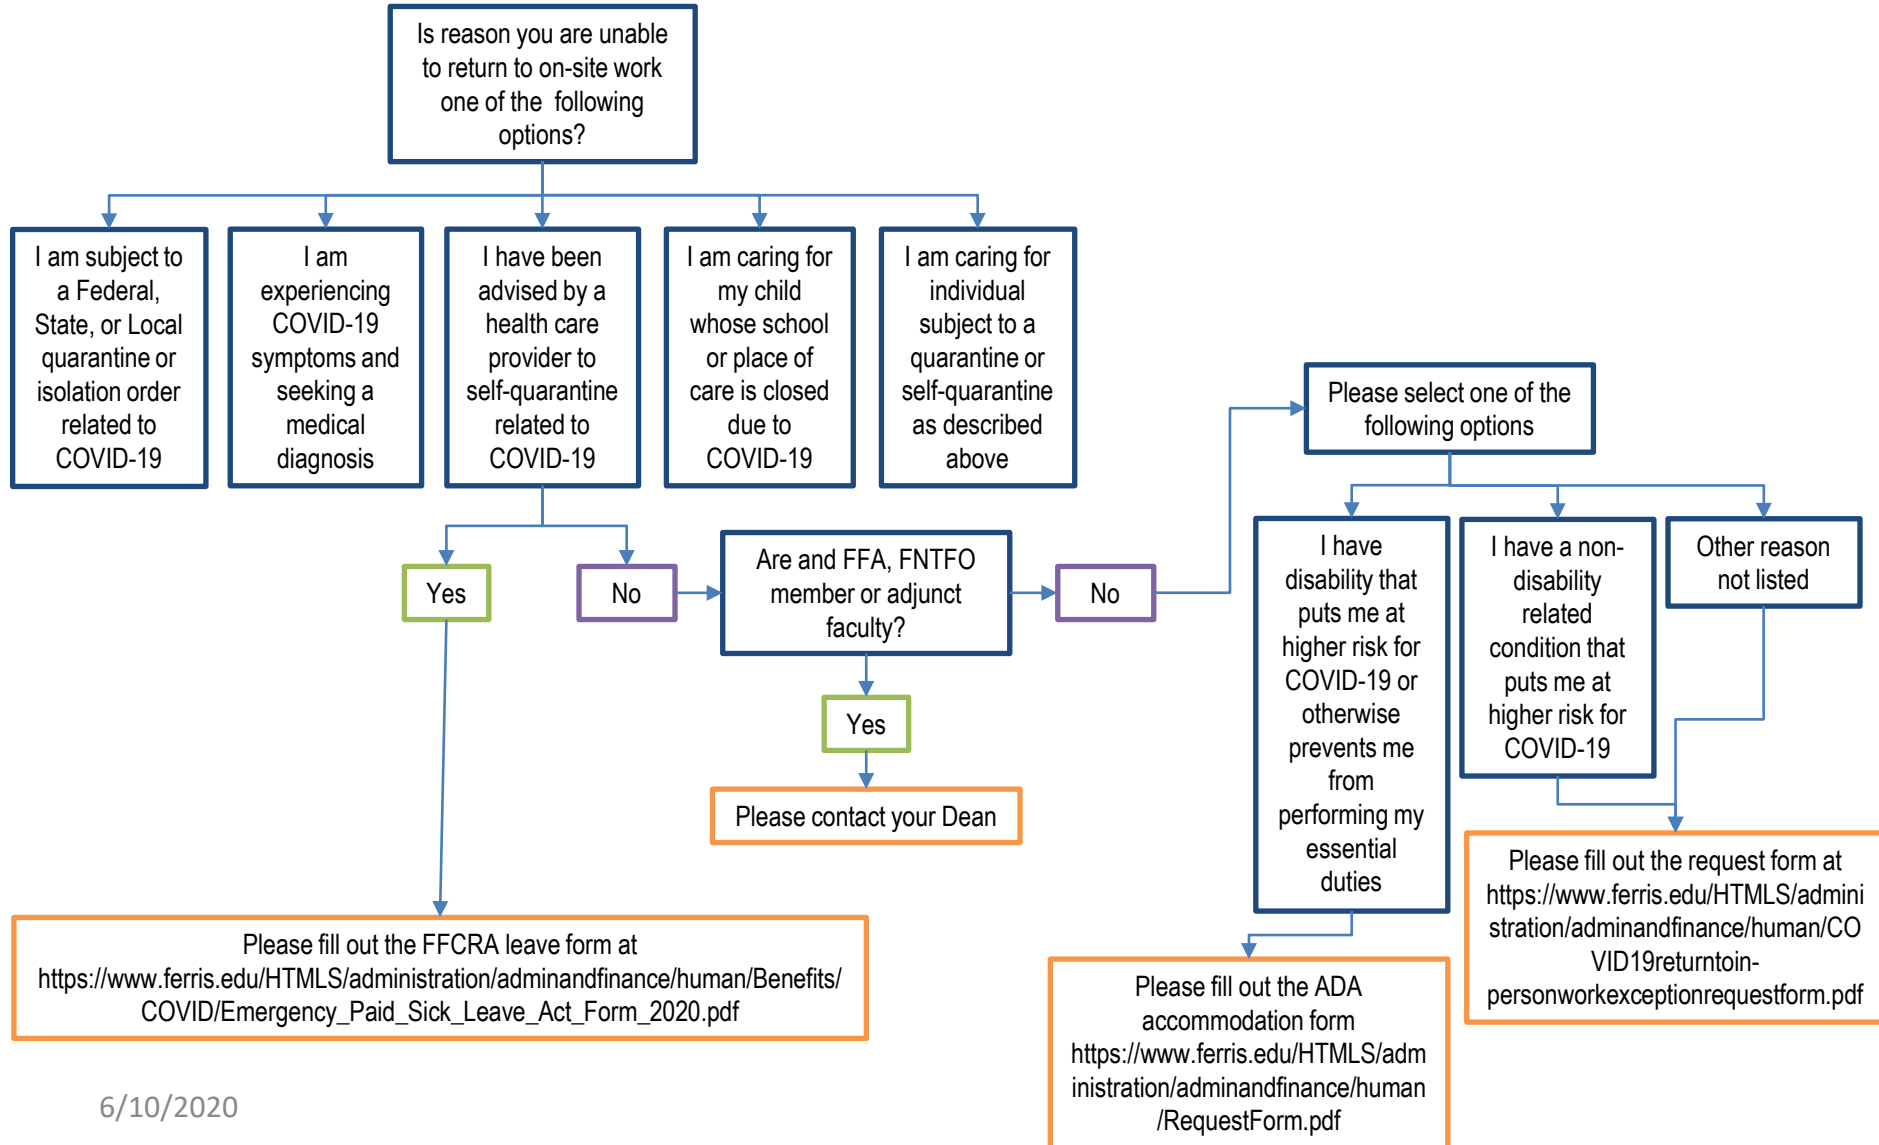 Is reason you are unable
to return to on-site work
one of the following
options?
I am subject to
a Federal,
State, or Local
quarantine or
isolation order
related to
COVID-19
I am
experiencing
COVID-19
symptoms and
seeking a
medical
diagnosis
I have been
advised by a
health care
provider to
self-quarantine
related to
COVID-19
I am caring for
my child
whose school
or place of
care is closed
due to
COVID-19
I am caring for
individual
subject to a
quarantine or
self-quarantine
as described
above
Yes
No
Are and FFA, FNTFO
member or adjunct
faculty?
No
Yes
Please contact your Dean
Please select one of the
following options
I have
disability that
puts me at
higher risk for
COVID-19 or
otherwise
prevents me
from
performing my
essential
duties
I have a non-
disability
related
condition that
puts me at
higher risk for
COVID-19
Other reason
not listed
Please fill out the FFCRA leave form at
https://www.ferris.edu/HTMLS/administration/adminandfinance/human/Benefits/
COVID/Emergency_Paid_Sick_Leave_Act_Form_2020.pdf
Please fill out the ADA
accommodation form
https://www.ferris.edu/HTMLS/adm
inistration/adminandfinance/human
/RequestForm.pdf
Please fill out the request form at
https://www.ferris.edu/HTMLS/admini
stration/adminandfinance/human/CO
VID19returntoin-
personworkexceptionrequestform.pdf
6/10/2020